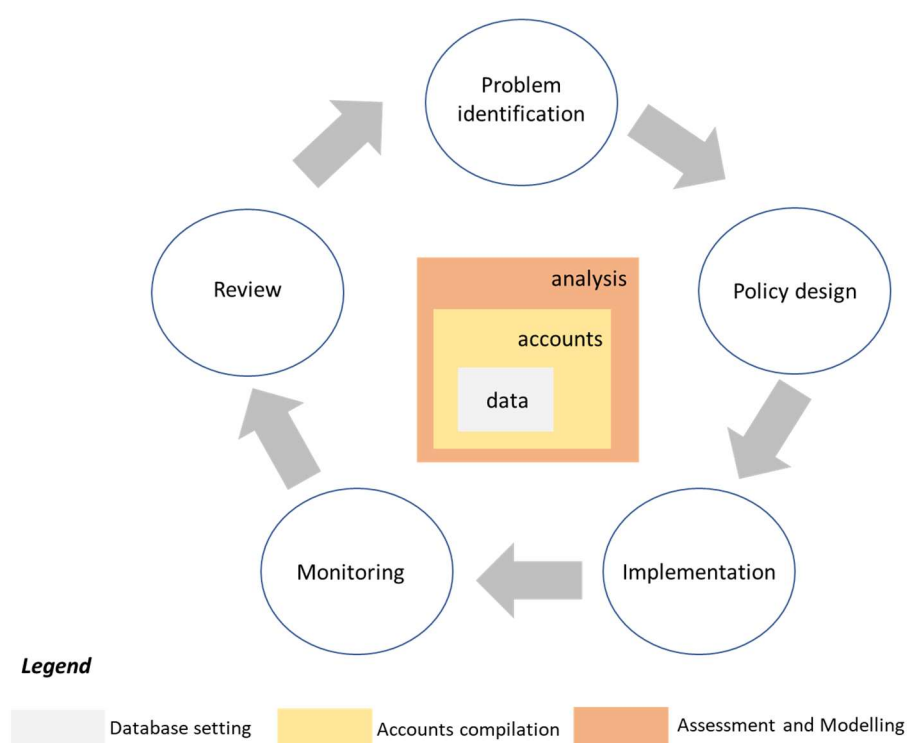 Problem
identification
Review
Policy design
analysis
accounts
data
Monitoring
Implementation
Legend
Database setting
Accounts compilation
Assessment and Modelling